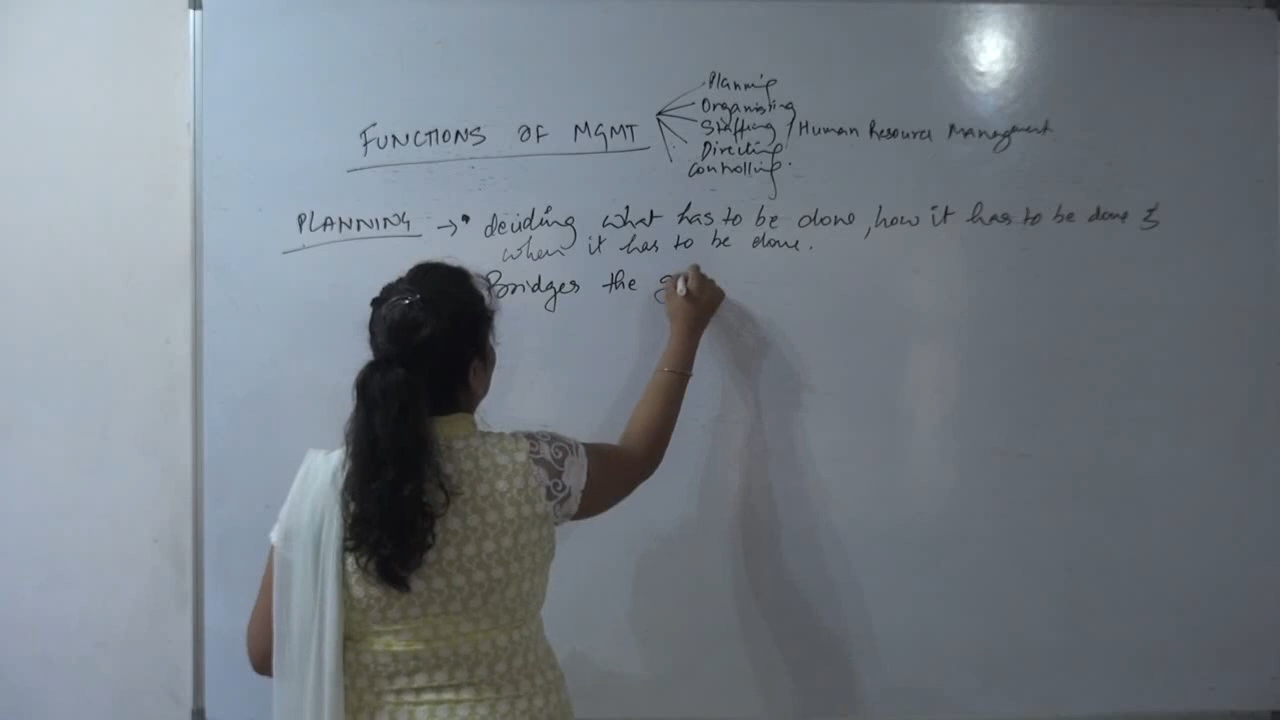 Planning
Organising
FUNCTIONS OF MGMT Staffing / Human Resource Management
Directing
Controlling.
PLANNING → • deciding what has to be done, how it has to be done &
when it has to be done.
Bridges the